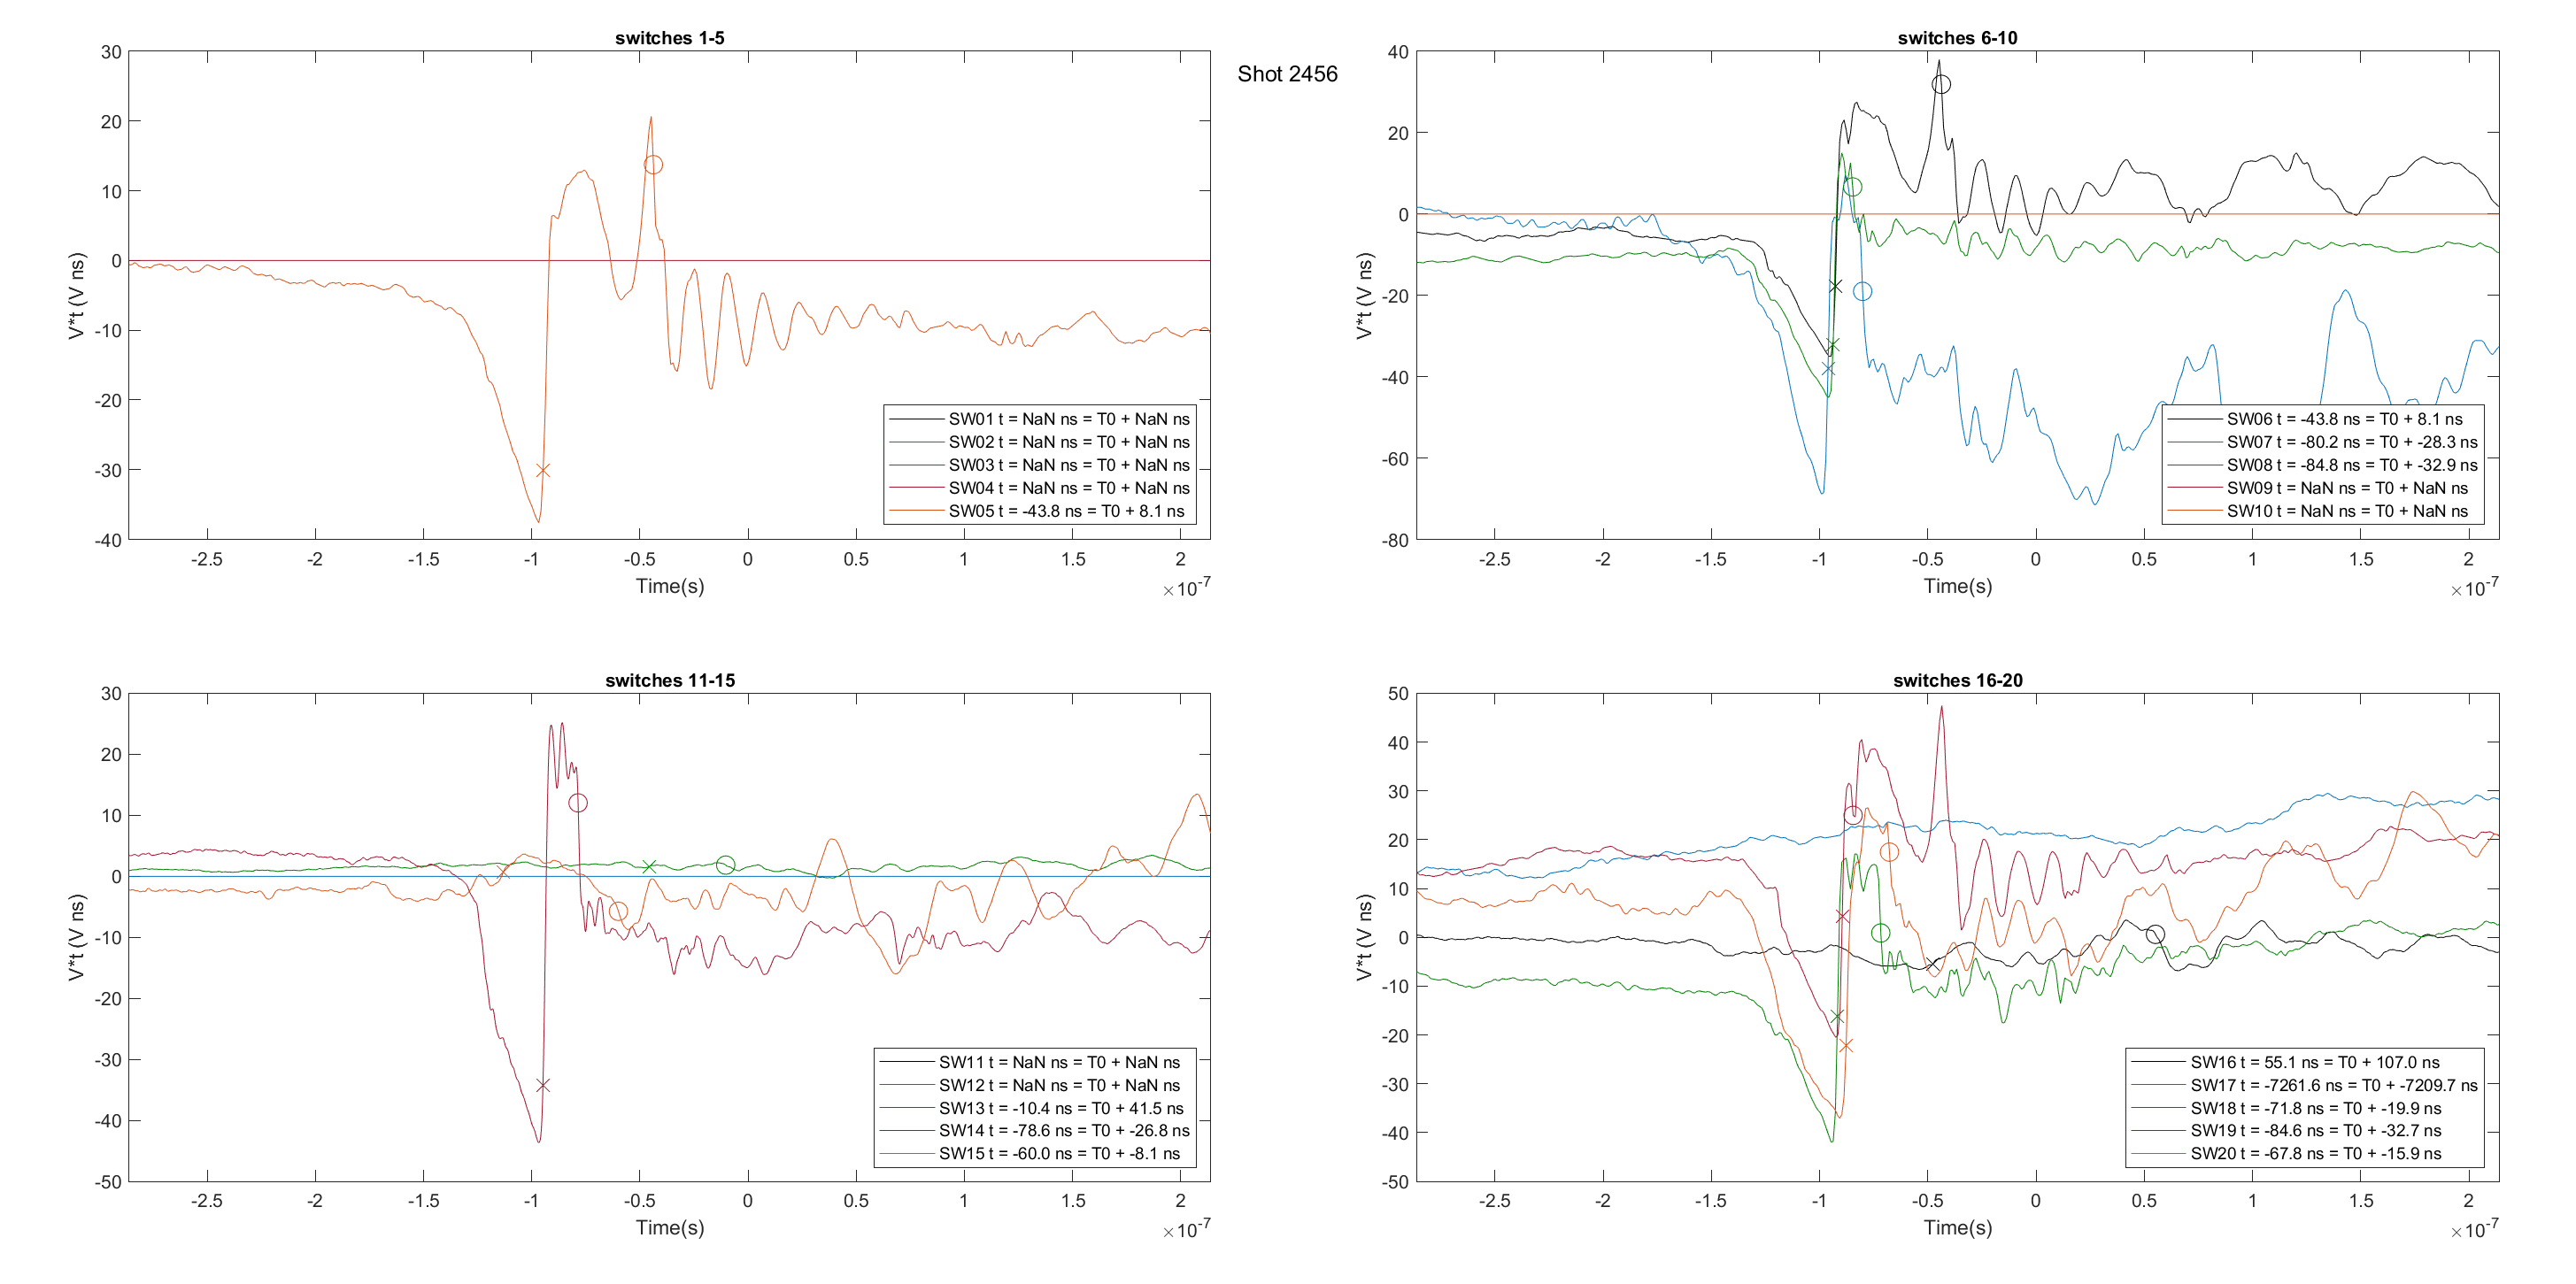 Shot 2456
switches 1-5
30
20
10
0
-10
-20
-30
-40
V*t (V ns)
-2.5 -2 -1.5 -1 -0.5 0 0.5 1 1.5 2
Time(s)
×10-7
SW01 t = NaN ns = T0 + NaN ns
SW02 t = NaN ns = T0 + NaN ns
SW03 t = NaN ns = T0 + NaN ns
SW04 t = NaN ns = T0 + NaN ns
SW05 t = -43.8 ns = T0 + 8.1 ns
switches 6-10
40
20
0
-20
-40
-60
-80
V*t (V ns)
-2.5 -2 -1.5 -1 -0.5 0 0.5 1 1.5 2
Time(s)
×10-7
SW06 t = -43.8 ns = T0 + 8.1 ns
SW07 t = -80.2 ns = T0 + -28.3 ns
SW08 t = -84.8 ns = T0 + -32.9 ns
SW09 t = NaN ns = T0 + NaN ns
SW10 t = NaN ns = T0 + NaN ns
switches 11-15
30
20
10
0
-10
-20
-30
-40
-50
V*t (V ns)
-2.5 -2 -1.5 -1 -0.5 0 0.5 1 1.5 2
Time(s)
×10-7
SW11 t = NaN ns = T0 + NaN ns
SW12 t = NaN ns = T0 + NaN ns
SW13 t = -10.4 ns = T0 + 41.5 ns
SW14 t = -78.6 ns = T0 + -26.8 ns
SW15 t = -60.0 ns = T0 + -8.1 ns
switches 16-20
50
40
30
20
10
0
-10
-20
-30
-40
-50
V*t (V ns)
-2.5 -2 -1.5 -1 -0.5 0 0.5 1 1.5 2
Time(s)
×10-7
SW16 t = 55.1 ns = T0 + 107.0 ns
SW17 t = -7261.6 ns = T0 + -7209.7 ns
SW18 t = -71.8 ns = T0 + -19.9 ns
SW19 t = -84.6 ns = T0 + -32.7 ns
SW20 t = -67.8 ns = T0 + -15.9 ns